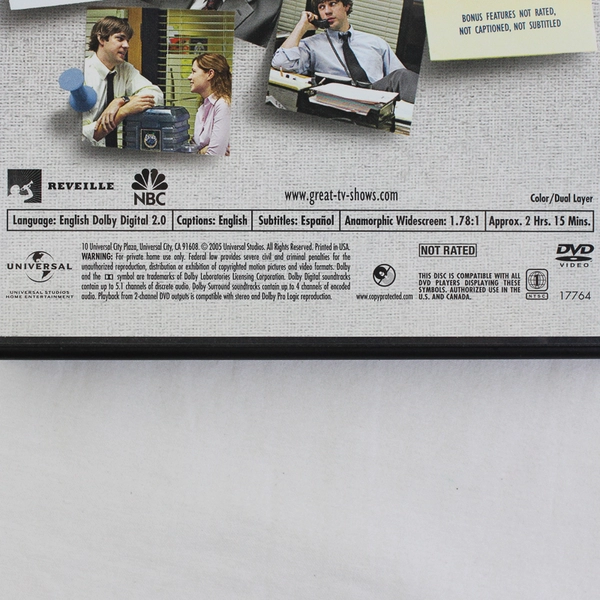 BONUS FEATURES NOT RATED,
NOT CAPTIONED, NOT SUBTITLED
REVEILLE
NBC
www.great-tv-shows.com
Color/Dual Layer
Language: English Dolby Digital 2.0 Captions: English Subtitles: Español Anamorphic Widescreen: 1.78:1 Approx. 2 Hrs. 15 Mins.
UNIVERSAL
UNIVERSAL STUDIOS
HOME ENTERTAINMENT
10 Universal City Plaza, Universal City, CA 91608. © 2005 Universal Studios. All Rights Reserved. Printed in USA.
WARNING: For private home use only. Federal law provides severe civil and criminal penalties for the
unauthorized reproduction, distribution or exhibition of copyrighted motion pictures and video formats. Dolby
and the symbol are trademarks of Dolby Laboratories Licensing Corporation. Dolby Digital soundtracks
contain up to 5.1 channels of discrete audio. Dolby Surround soundtracks contain up to 4 channels of encoded
audio. Playback from 2-channel DVD outputs is compatible with stereo and Dolby Pro Logic reproduction.
www.copyprotected.com
NOT RATED
THIS DISC IS COMPATIBLE WITH ALL
DVD PLAYERS DISPLAYING THESE
SYMBOLS. AUTHORIZED USE IN THE
U.S. AND CANADA.
1
NTSC
DVD
VIDEO
17764